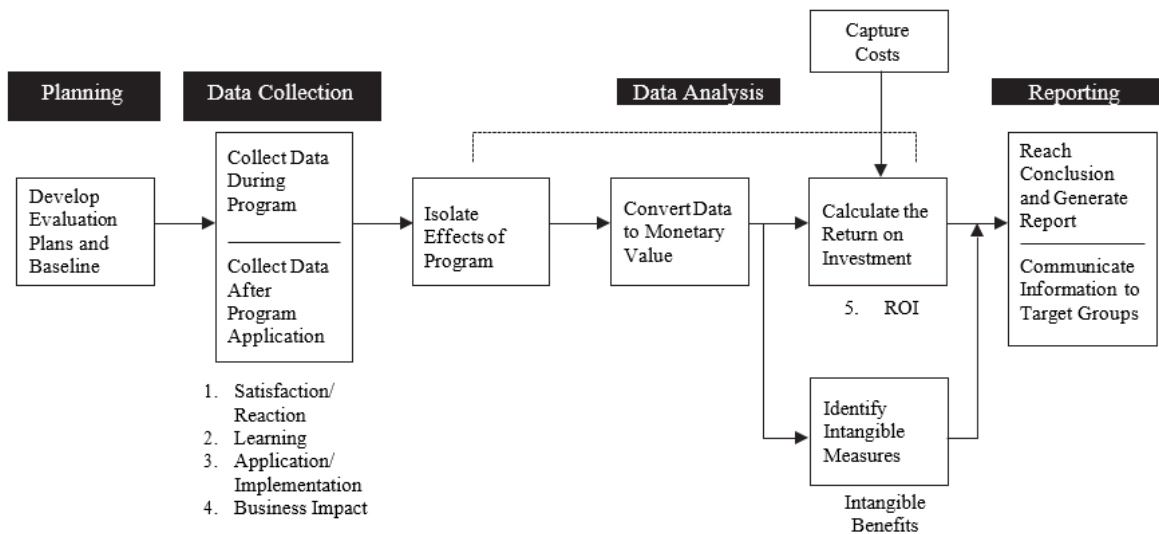 Capture
Costs
Planning
Data Collection
Data Analysis
Reporting
Develop
Evaluation
Plans and
Baseline
Collect Data
During
Program
Collect Data
After
Program
Application
1. Satisfaction/
Reaction
2. Learning
3. Application/
Implementation
4. Business Impact
Isolate
Effects of
Program
Convert Data
to Monetary
Value
Calculate the
Return on
Investment
5. ROI
Identify
Intangible
Measures
Intangible
Benefits
Reach
Conclusion
and Generate
Report
Communicate
Information to
Target Groups